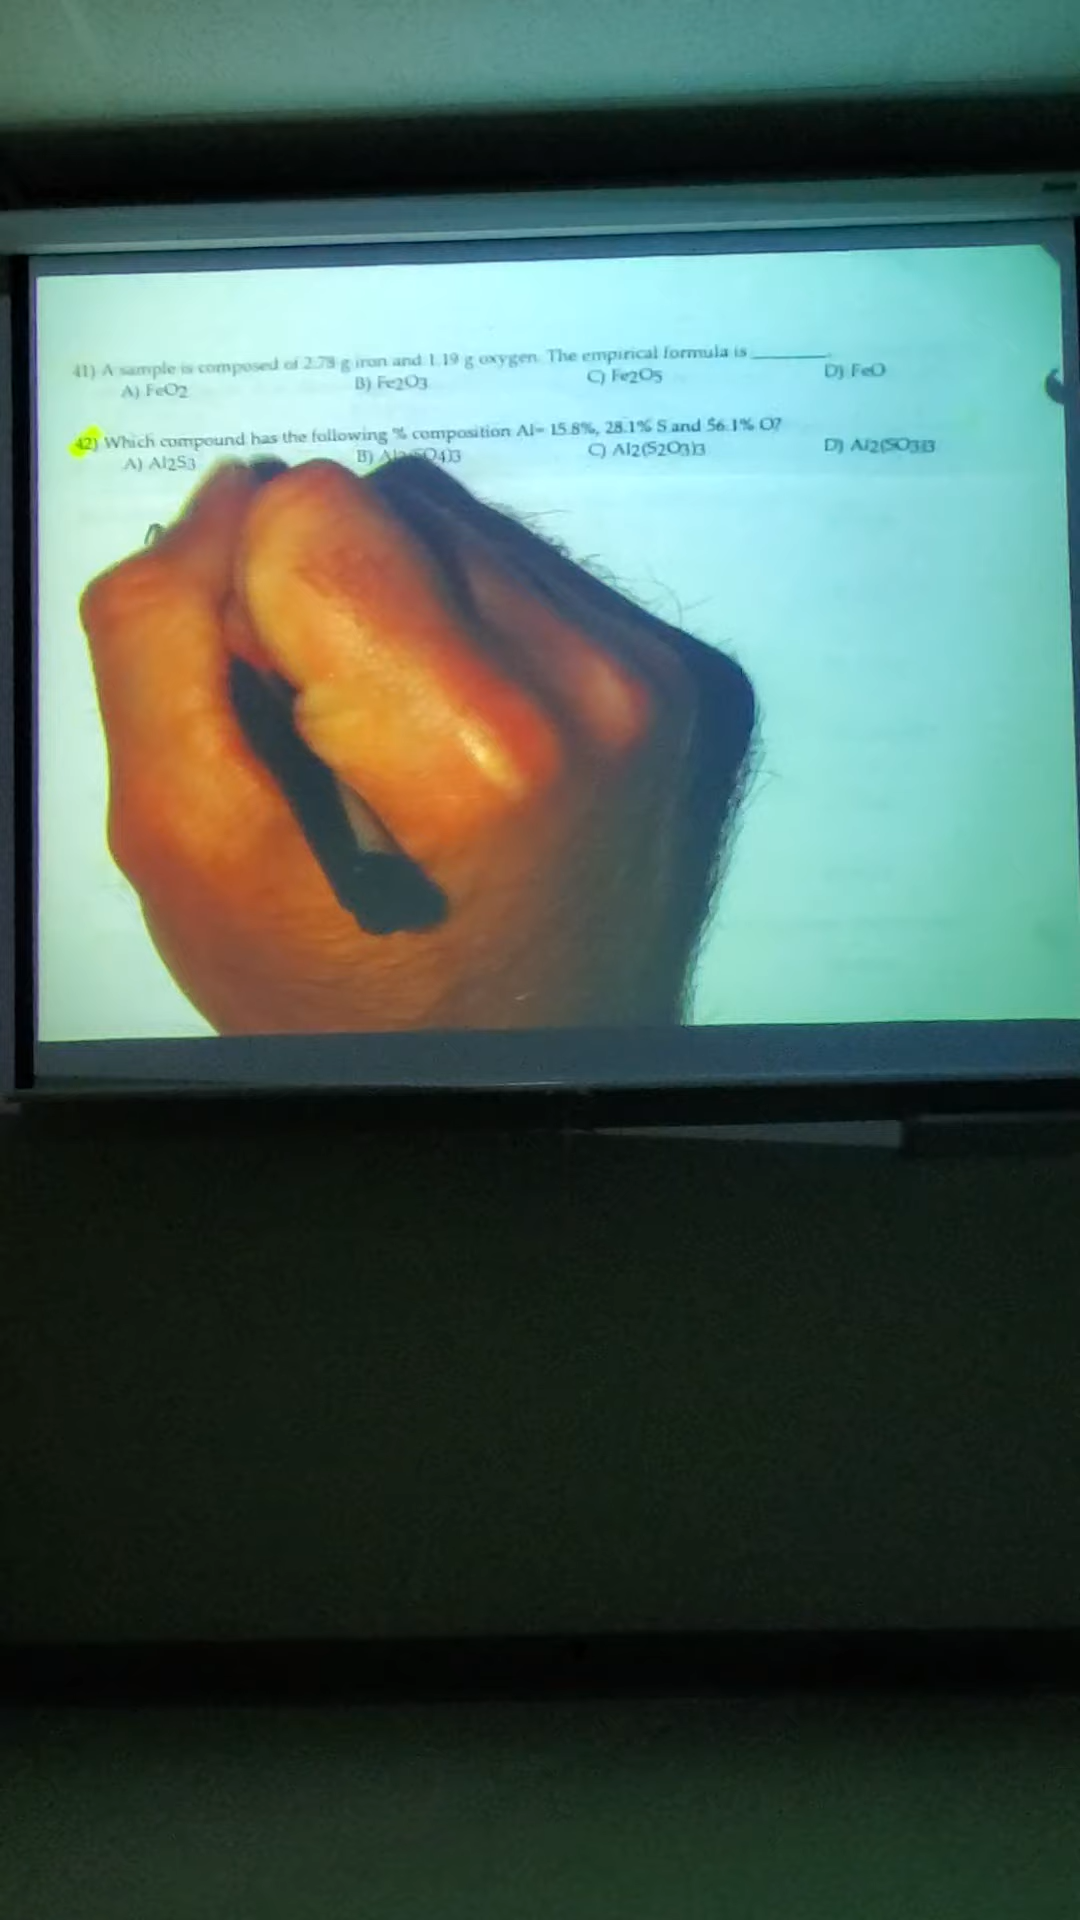 41) A sample is composed of 2.78 g iron and 1.19 g oxygen. The empirical formula is ______.
A) FeO2 B) Fe2O3 C) Fe2O5 D) FeO
42) Which compound has the following % composition Al= 15.8%, 28.1% S and 56.1% O?
A) Al2S3 B) SO4)3 C) Al2(S2O3)3 D) Al2(SO3)3